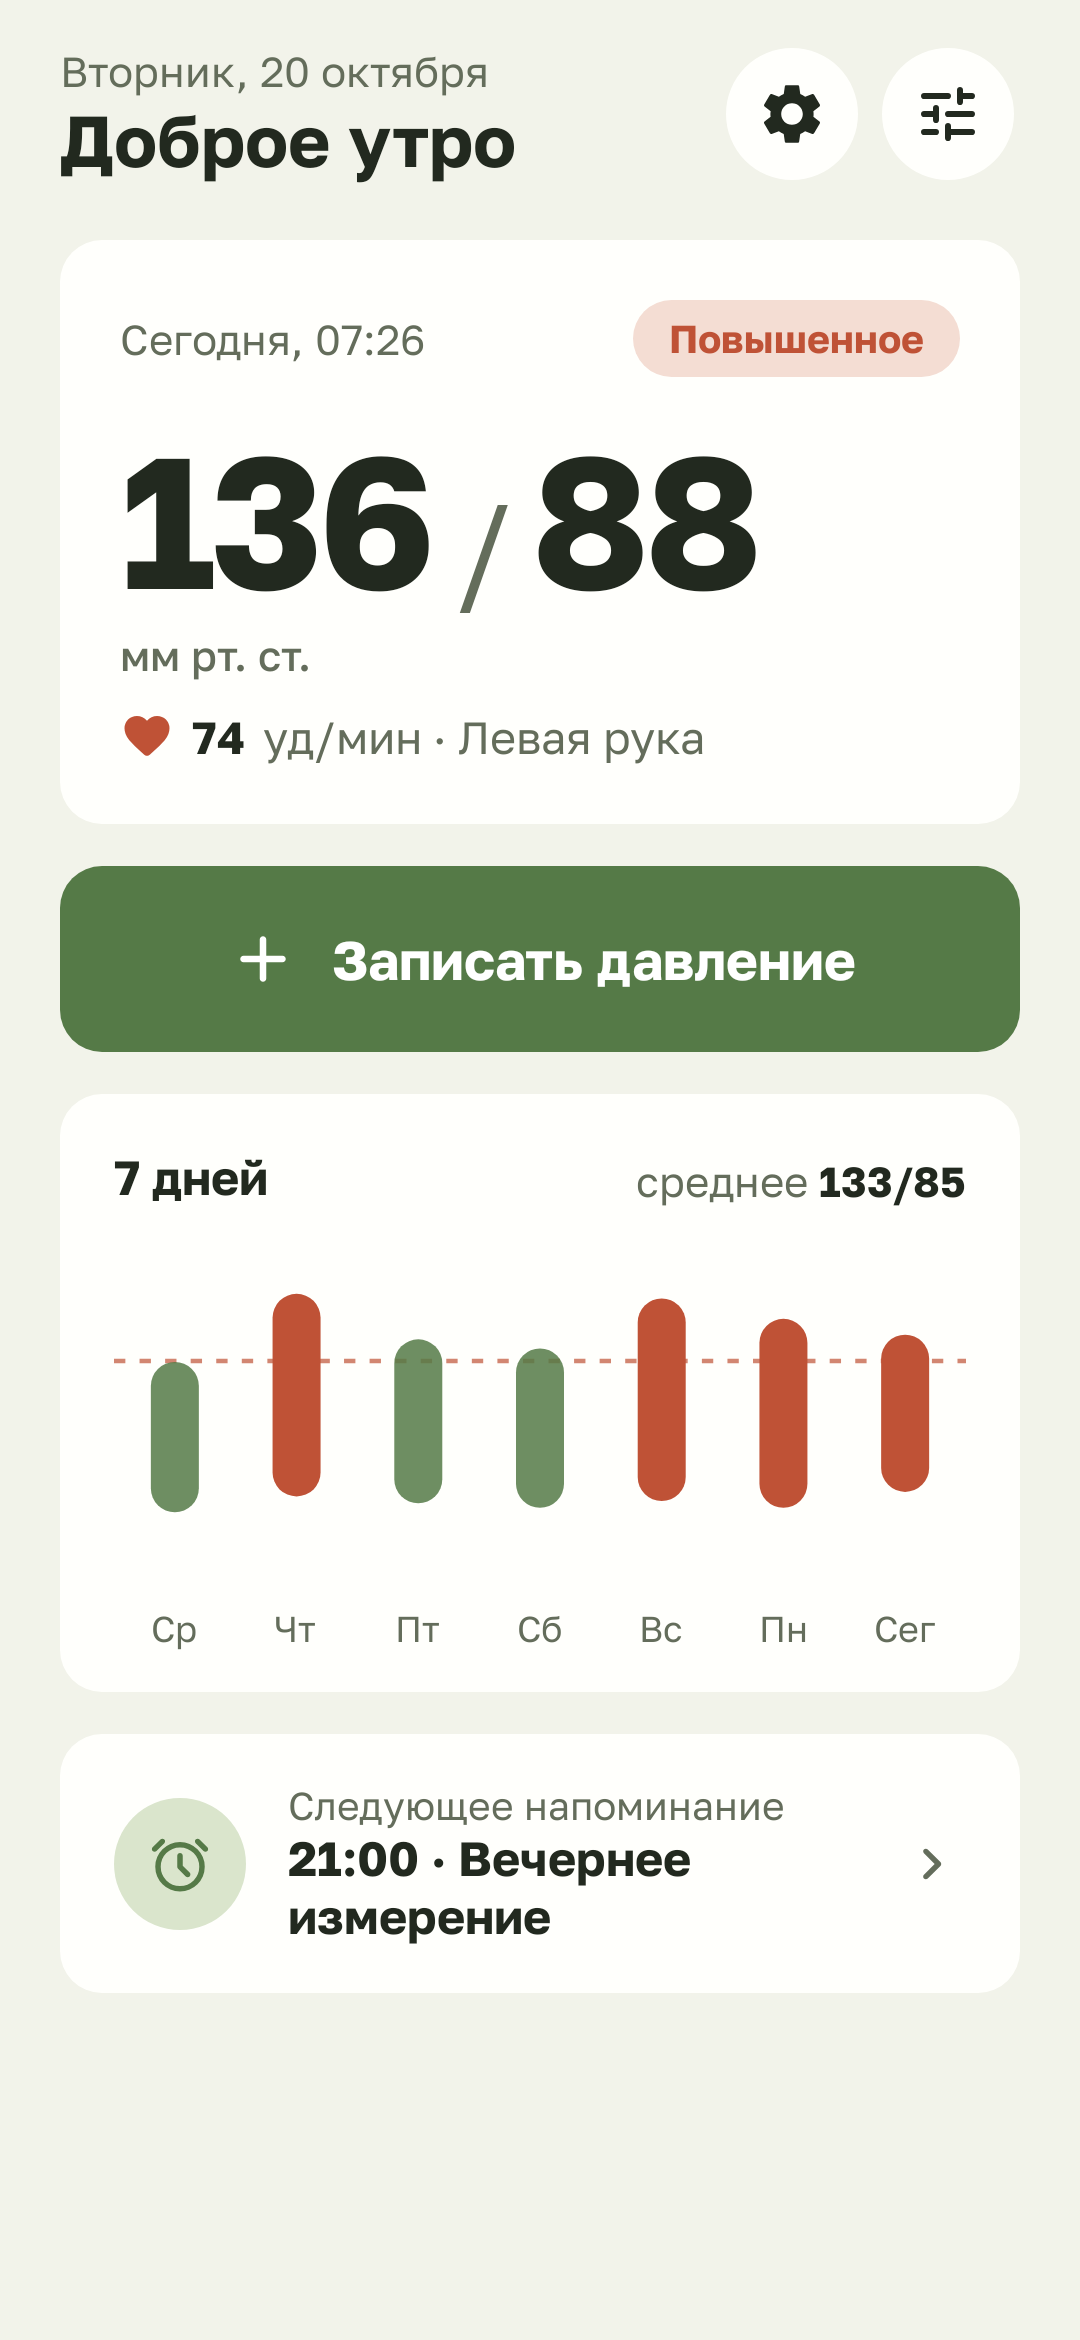 Вторник, 20 октября
Доброе утро
Сегодня, 07:26
Повышенное
136 / 88
мм рт. ст.
74 уд/мин · Левая рука
Записать давление
7 дней
среднее 133/85
Ср Чт Пт Сб Вс Пн Сег
Следующее напоминание
21:00 · Вечернее
измерение